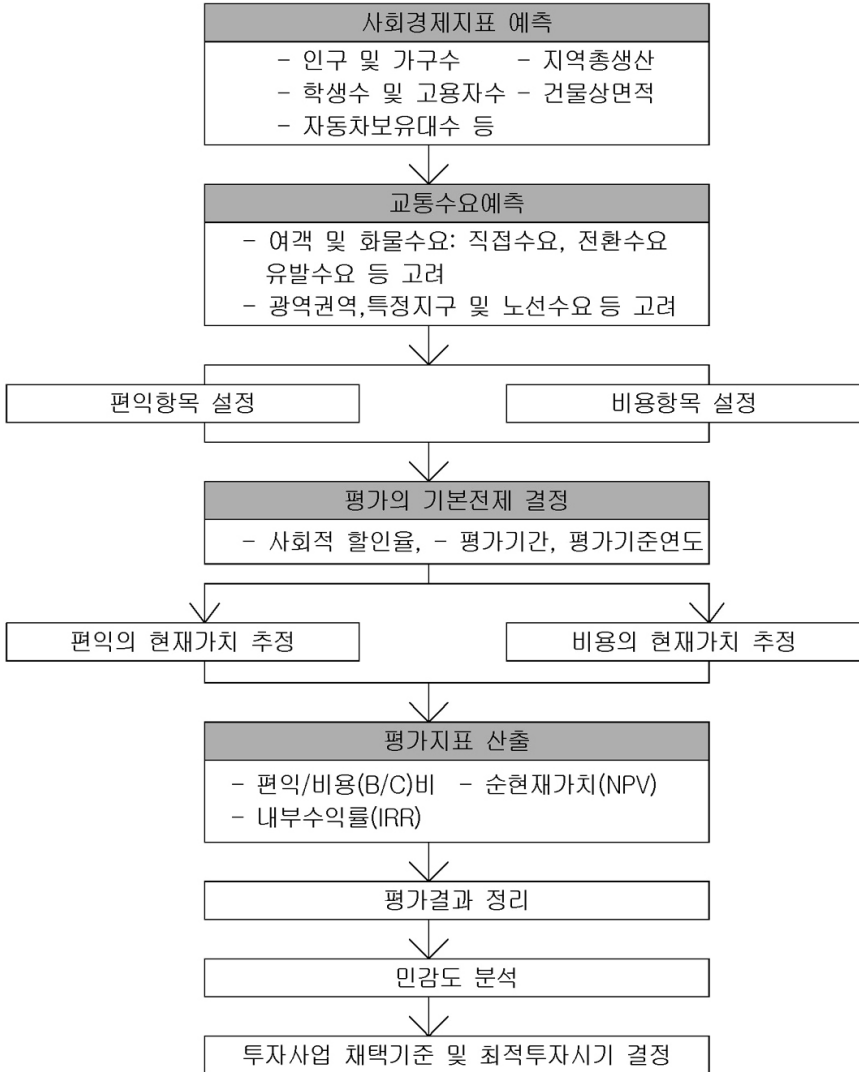 사회경제지표 예측
- 인구 및 가구수 - 지역총생산
- 학생수 및 고용자수 - 건물상면적
- 자동차보유대수 등
교통수요예측
- 여객 및 화물수요: 직접수요, 전환수요
유발수요 등 고려
- 광역권역,특정지구 및 노선수요 등 고려
편익항목 설정
비용항목 설정
평가의 기본전제 결정
- 사회적 할인율, - 평가기간, 평가기준연도
편익의 현재가치 추정
비용의 현재가치 추정
평가지표 산출
- 편익/비용(B/C)비 - 순현재가치(NPV)
- 내부수익률(IRR)
평가결과 정리
민감도 분석
투자사업 채택기준 및 최적투자시기 결정